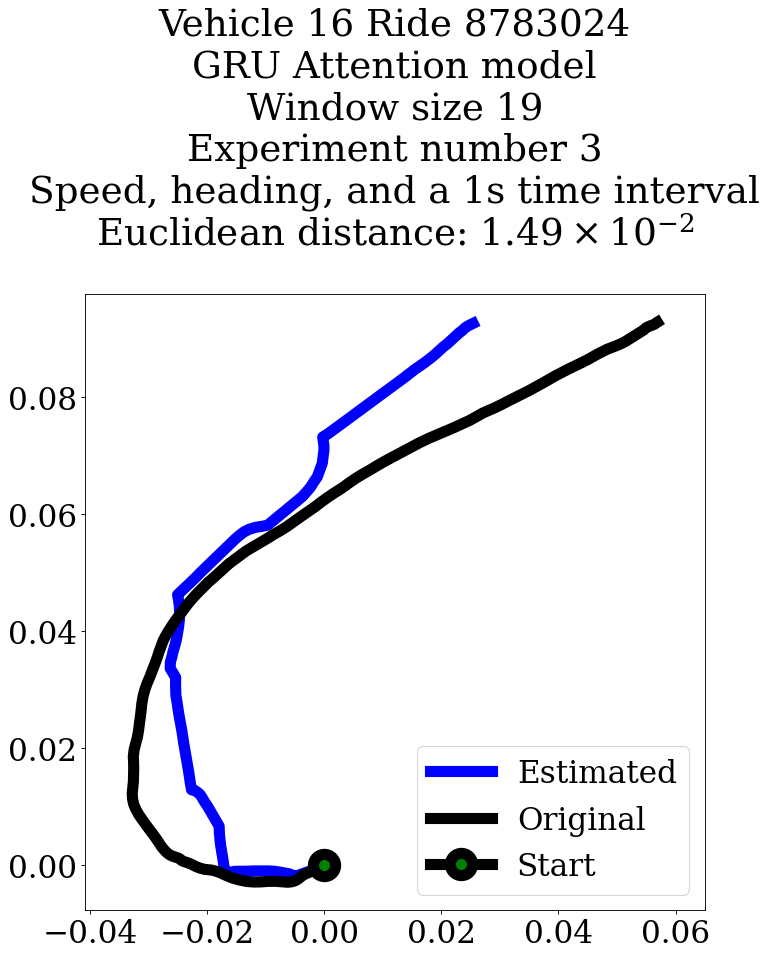 Vehicle 16 Ride 8783024
GRU Attention model
Window size 19
Experiment number 3
Speed, heading, and a 1s time interval
Euclidean distance: 1.49 × 10⁻²
0.08
0.06
0.04
0.02
0.00
Estimated
Original
Start
−0.04 −0.02 0.00 0.02 0.04 0.06